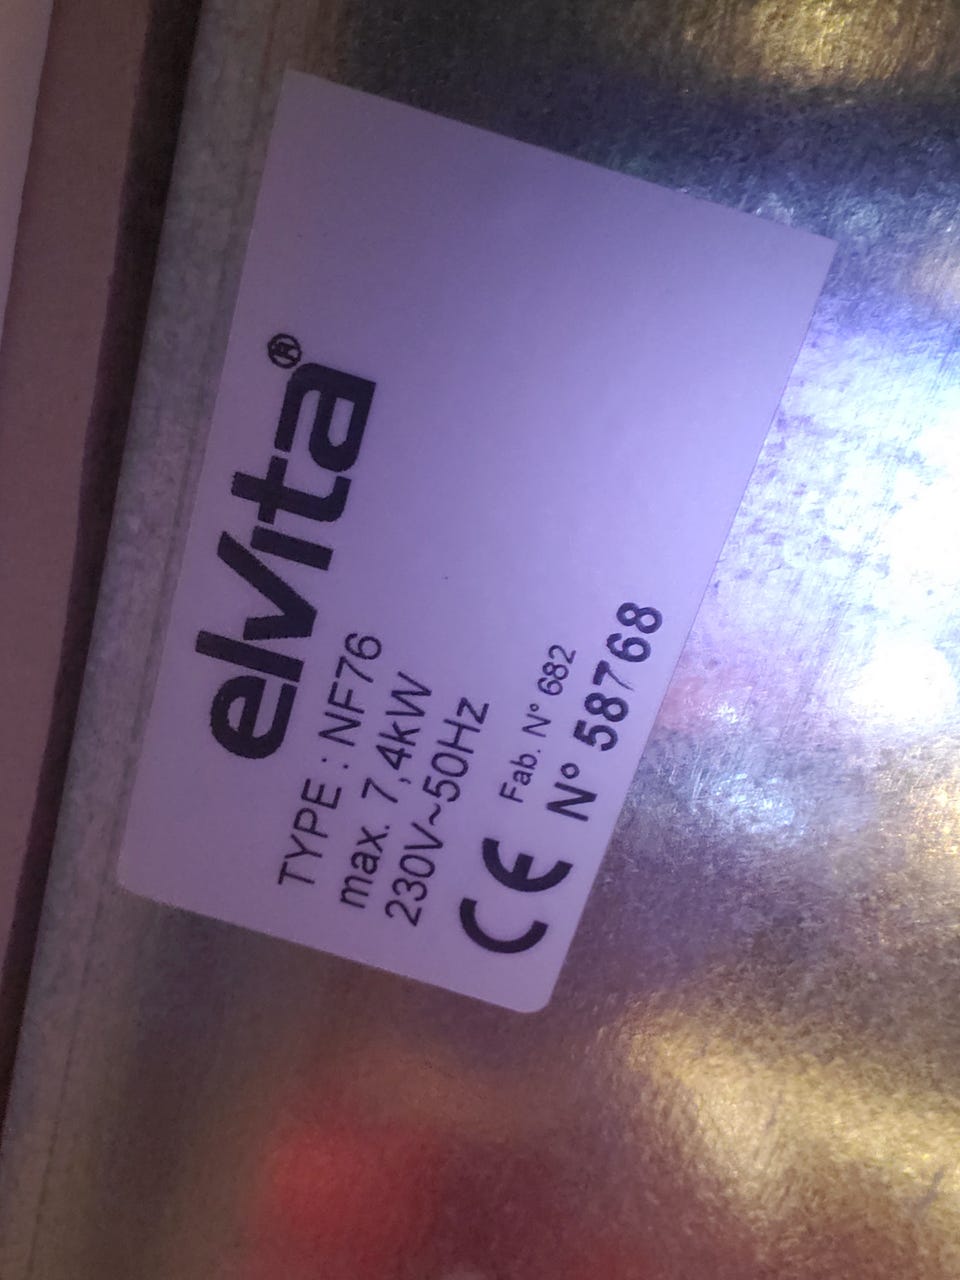 elvita®
TYPE : NF76
max. 7,4kW
230V~50Hz
CE Fab. N° 682
N° 58768